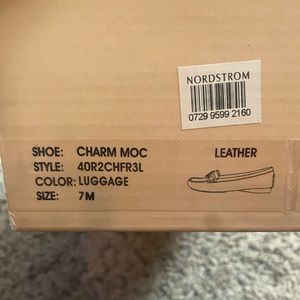 NORDSTROM
0729 9599 2160
SHOE: CHARM MOC LEATHER
STYLE: 40R2CHFR3L
COLOR: LUGGAGE
SIZE: 7M